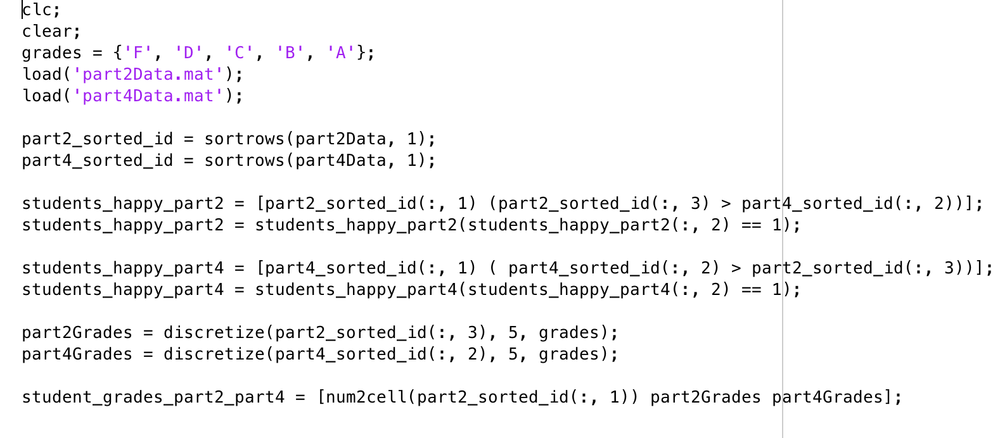 clc;
clear;
grades = {'F', 'D', 'C', 'B', 'A'};
load('part2Data.mat');
load('part4Data.mat');
part2_sorted_id = sortrows(part2Data, 1);
part4_sorted_id = sortrows(part4Data, 1);
students_happy_part2 = [part2_sorted_id(:, 1) (part2_sorted_id(:, 3) > part4_sorted_id(:, 2))];
students_happy_part2 = students_happy_part2(students_happy_part2(:, 2) == 1);
students_happy_part4 = [part4_sorted_id(:, 1) ( part4_sorted_id(:, 2) > part2_sorted_id(:, 3))];
students_happy_part4 = students_happy_part4(students_happy_part4(:, 2) == 1);
part2Grades = discretize(part2_sorted_id(:, 3), 5, grades);
part4Grades = discretize(part4_sorted_id(:, 2), 5, grades);
student_grades_part2_part4 = [num2cell(part2_sorted_id(:, 1)) part2Grades part4Grades];